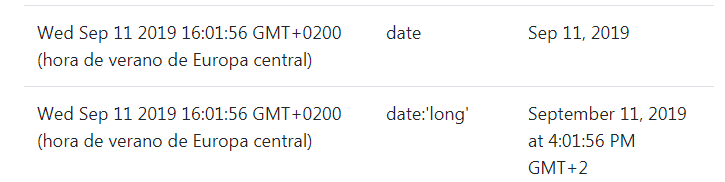 Wed Sep 11 2019 16:01:56 GMT+0200 date Sep 11, 2019
(hora de verano de Europa central)
Wed Sep 11 2019 16:01:56 GMT+0200 date:'long' September 11, 2019
(hora de verano de Europa central) at 4:01:56 PM
GMT+2